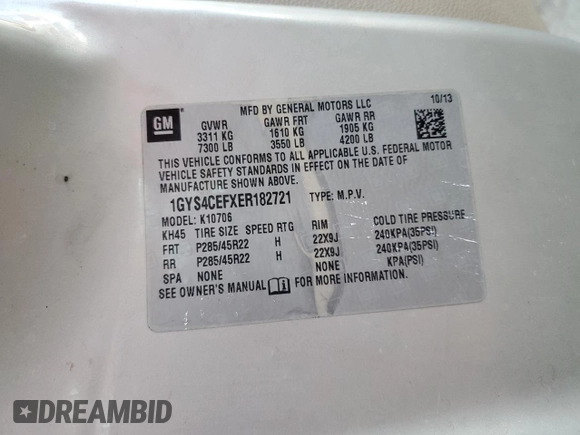 MFD BY GENERAL MOTORS LLC 10/13
GM
GVWR GAWR FRT GAWR RR
3311 KG 1610 KG 1905 KG
7300 LB 3550 LB 4200 LB
THIS VEHICLE CONFORMS TO ALL APPLICABLE U.S. FEDERAL MOTOR
VEHICLE SAFETY STANDARDS IN EFFECT ON THE DATE OF
MANUFACTURE SHOWN ABOVE.
1GYS4CEFXER182721 TYPE: M.P.V.
MODEL: K10706
KH45 TIRE SIZE SPEED RTG RIM COLD TIRE PRESSURE
FRT P285/45R22 H 22X9J 240KPA(35PSI)
RR P285/45R22 H 22X9J 240KPA(35PSI)
SPA NONE NONE KPA(PSI)
SEE OWNER'S MANUAL FOR MORE INFORMATION.
DREAMBID